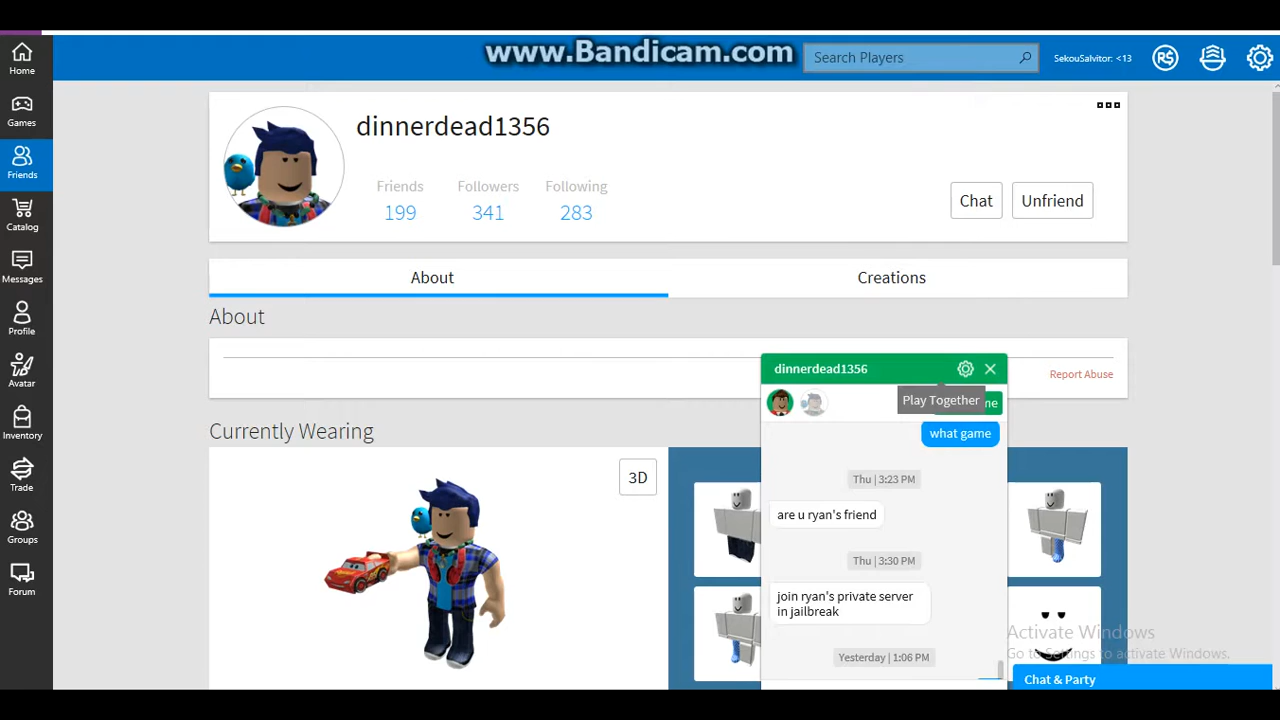 www.Bandicam.com
Search Players
SekouSalvitor: <13
R$
Home
Games
Friends
Catalog
Messages
Profile
Avatar
Inventory
Trade
Groups
Forum
dinnerdead1356
Friends
Followers
Following
199
341
283
Chat
Unfriend
About
Creations
About
Report Abuse
Currently Wearing
3D
dinnerdead1356
Play Together
what game
Thu | 3:23 PM
are u ryan's friend
Thu | 3:30 PM
join ryan's private server
in jailbreak
Yesterday | 1:06 PM
Activate Windows
Go to Settings to activate Windows.
Chat & Party